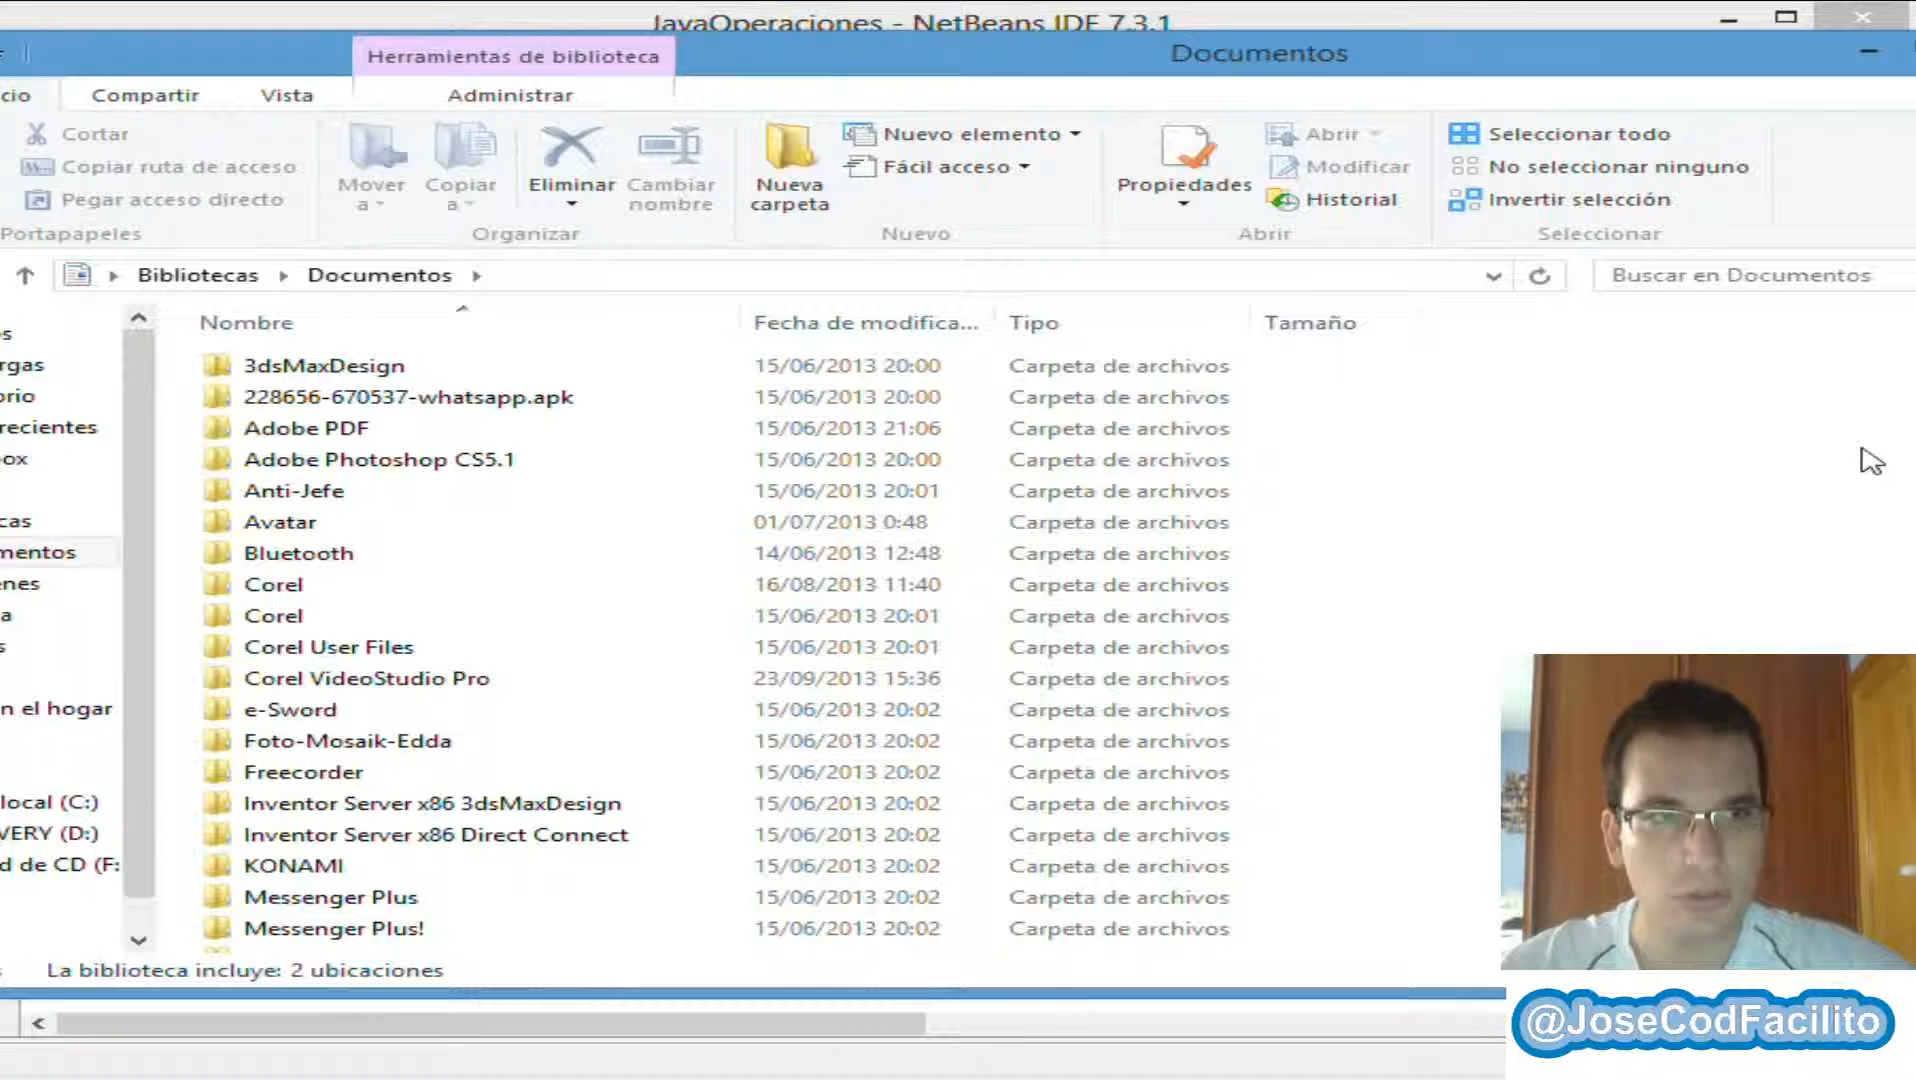 JavaOperaciones - NetBeans IDE 7.3.1
Herramientas de biblioteca
Documentos
cio
Compartir
Vista
Administrar
Cortar
Copiar ruta de acceso
Pegar acceso directo
Portapapeles
Mover a
Copiar a
Eliminar
Cambiar nombre
Organizar
Nueva carpeta
Nuevo elemento
Fácil acceso
Nuevo
Propiedades
Abrir
Modificar
Historial
Abrir
Seleccionar todo
No seleccionar ninguno
Invertir selección
Seleccionar
Bibliotecas
Documentos
Buscar en Documentos
Nombre
Fecha de modifica...
Tipo
Tamaño
s
rgas
orio
recientes
ox
cas
mentos
enes
a
s
n el hogar
local (C:)
VERY (D:)
d de CD (F:
3dsMaxDesign 15/06/2013 20:00 Carpeta de archivos
228656-670537-whatsapp.apk 15/06/2013 20:00 Carpeta de archivos
Adobe PDF 15/06/2013 21:06 Carpeta de archivos
Adobe Photoshop CS5.1 15/06/2013 20:00 Carpeta de archivos
Anti-Jefe 15/06/2013 20:01 Carpeta de archivos
Avatar 01/07/2013 0:48 Carpeta de archivos
Bluetooth 14/06/2013 12:48 Carpeta de archivos
Corel 16/08/2013 11:40 Carpeta de archivos
Corel 15/06/2013 20:01 Carpeta de archivos
Corel User Files 15/06/2013 20:01 Carpeta de archivos
Corel VideoStudio Pro 23/09/2013 15:36 Carpeta de archivos
e-Sword 15/06/2013 20:02 Carpeta de archivos
Foto-Mosaik-Edda 15/06/2013 20:02 Carpeta de archivos
Freecorder 15/06/2013 20:02 Carpeta de archivos
Inventor Server x86 3dsMaxDesign 15/06/2013 20:02 Carpeta de archivos
Inventor Server x86 Direct Connect 15/06/2013 20:02 Carpeta de archivos
KONAMI 15/06/2013 20:02 Carpeta de archivos
Messenger Plus 15/06/2013 20:02 Carpeta de archivos
Messenger Plus! 15/06/2013 20:02 Carpeta de archivos
La biblioteca incluye: 2 ubicaciones
@JoseCodFacilito